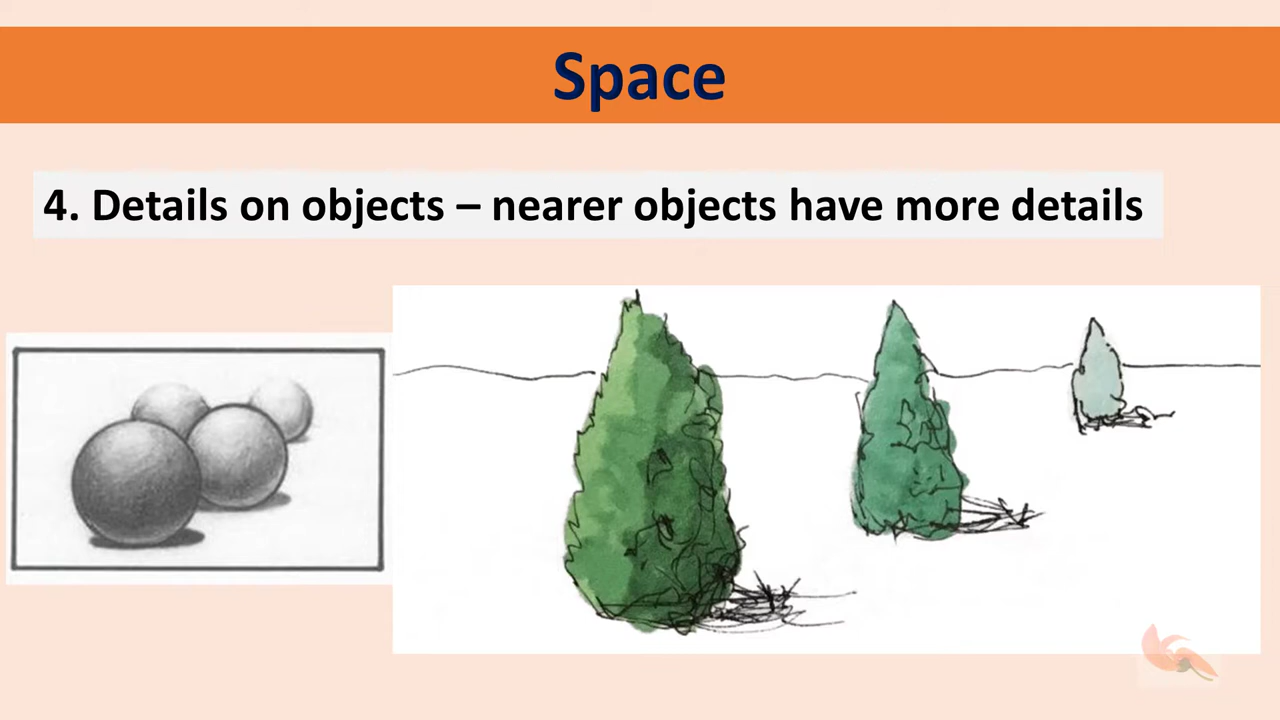 Space
4. Details on objects – nearer objects have more details